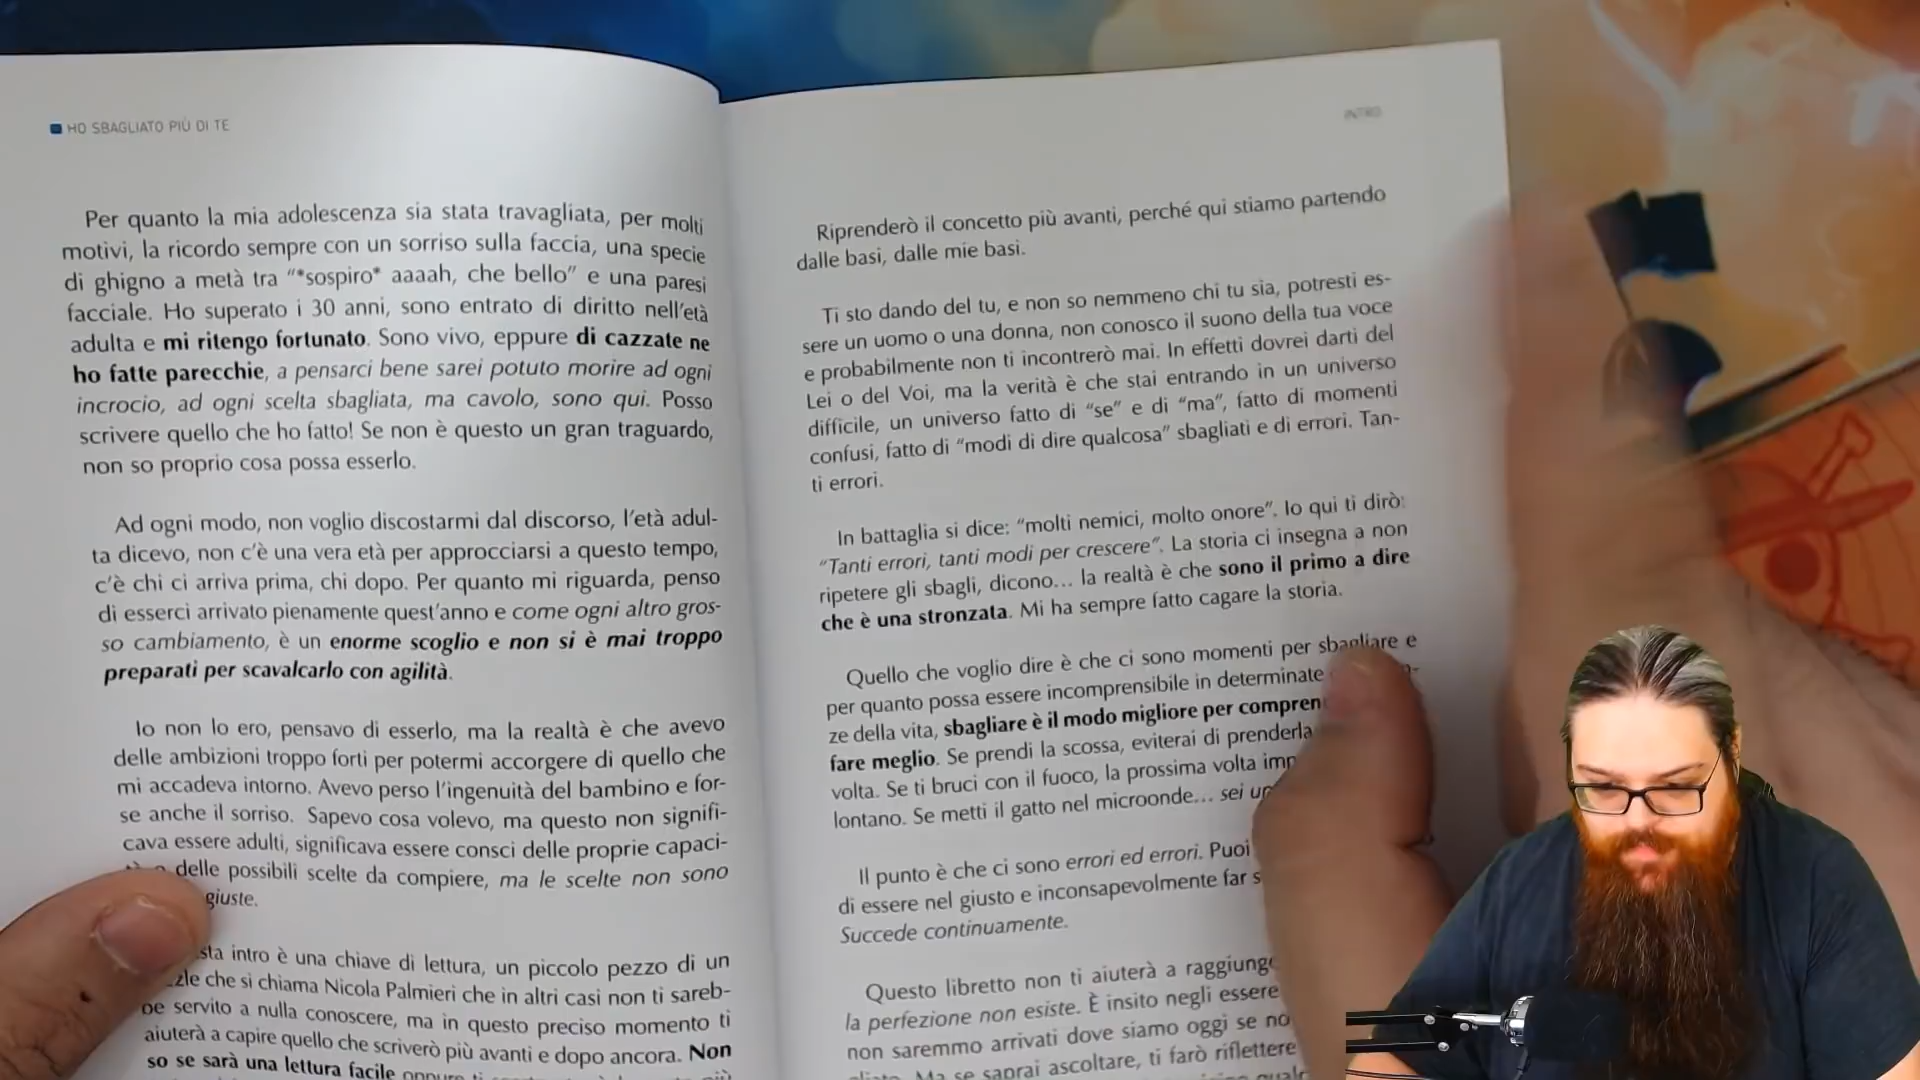 HO SBAGLIATO PIÙ DI TE
Per quanto la mia adolescenza sia stata travagliata, per molti
motivi, la ricordo sempre con un sorriso sulla faccia, una specie
di ghigno a metà tra “*sospiro* aaaah, che bello” e una paresi
facciale. Ho superato i 30 anni, sono entrato di diritto nell’età
adulta e mi ritengo fortunato. Sono vivo, eppure di cazzate ne
ho fatte parecchie, a pensarci bene sarei potuto morire ad ogni
incrocio, ad ogni scelta sbagliata, ma cavolo, sono qui. Posso
scrivere quello che ho fatto! Se non è questo un gran traguardo,
non so proprio cosa possa esserlo.
Ad ogni modo, non voglio discostarmi dal discorso, l’età adul-
ta dicevo, non c’è una vera età per approcciarsi a questo tempo,
c’è chi ci arriva prima, chi dopo. Per quanto mi riguarda, penso
di esserci arrivato pienamente quest’anno e come ogni altro gros-
so cambiamento, è un enorme scoglio e non si è mai troppo
preparati per scavalcarlo con agilità.
Io non lo ero, pensavo di esserlo, ma la realtà è che avevo
delle ambizioni troppo forti per potermi accorgere di quello che
mi accadeva intorno. Avevo perso l’ingenuità del bambino e for-
se anche il sorriso. Sapevo cosa volevo, ma questo non signifi-
cava essere adulti, significava essere consci delle proprie capaci-
delle possibili scelte da compiere, ma le scelte non sono
giuste.
intro è una chiave di lettura, un piccolo pezzo di un
che si chiama Nicola Palmieri che in altri casi non ti sareb-
be servito a nulla conoscere, ma in questo preciso momento ti
aiuterà a capire quello che scriverò più avanti e dopo ancora. Non
so se sarà una lettura facile oppure
INTRO
Riprenderò il concetto più avanti, perché qui stiamo partendo
dalle basi, dalle mie basi.
Ti sto dando del tu, e non so nemmeno chi tu sia, potresti es-
sere un uomo o una donna, non conosco il suono della tua voce
e probabilmente non ti incontrerò mai. In effetti dovrei darti del
Lei o del Voi, ma la verità è che stai entrando in un universo
difficile, un universo fatto di “se” e di “ma”, fatto di momenti
confusi, fatto di “modi di dire qualcosa” sbagliati e di errori. Tan-
ti errori.
In battaglia si dice: “molti nemici, molto onore”. Io qui ti dirò:
“Tanti errori, tanti modi per crescere”. La storia ci insegna a non
ripetere gli sbagli, dicono... la realtà è che sono il primo a dire
che è una stronzata. Mi ha sempre fatto cagare la storia.
Quello che voglio dire è che ci sono momenti per sbagliare e
per quanto possa essere incomprensibile in determinate
ze della vita, sbagliare è il modo migliore per compren
fare meglio. Se prendi la scossa, eviterai di prenderla
volta. Se ti bruci con il fuoco, la prossima volta
lontano. Se metti il gatto nel microonde... sei
Il punto è che ci sono errori ed errori. Puoi
di essere nel giusto e inconsapevolmente far
Succede continuamente.
Questo libretto non ti aiuterà a
la perfezione non esiste. È insito negli essere
non saremmo arrivati dove siamo oggi se
Ma se saprai ascoltare, ti farò riflettere